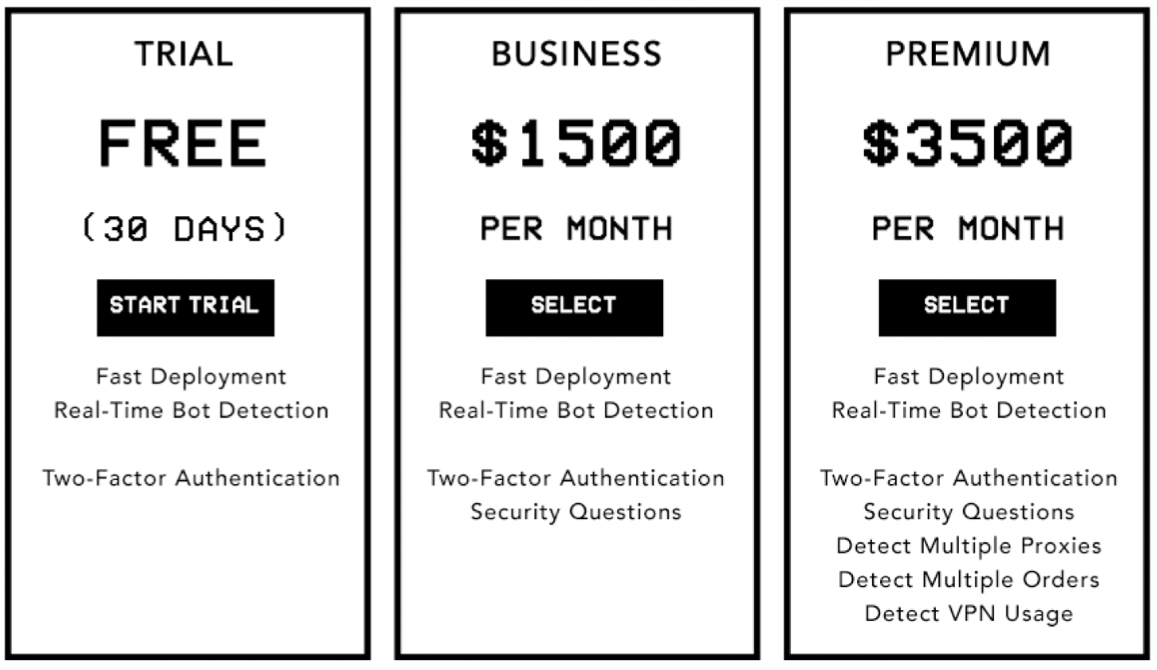 TRIAL
FREE
(30 DAYS)
START TRIAL
Fast Deployment
Real-Time Bot Detection
Two-Factor Authentication
BUSINESS
$1500
PER MONTH
SELECT
Fast Deployment
Real-Time Bot Detection
Two-Factor Authentication
Security Questions
PREMIUM
$3500
PER MONTH
SELECT
Fast Deployment
Real-Time Bot Detection
Two-Factor Authentication
Security Questions
Detect Multiple Proxies
Detect Multiple Orders
Detect VPN Usage